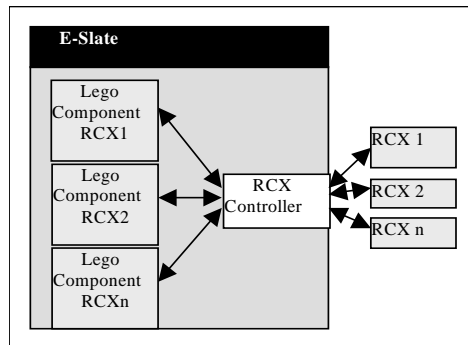 E-Slate
Lego
Component
RCX1
Lego
Component
RCX2
Lego
Component
RCXn
RCX
Controller
RCX 1
RCX 2
RCX n